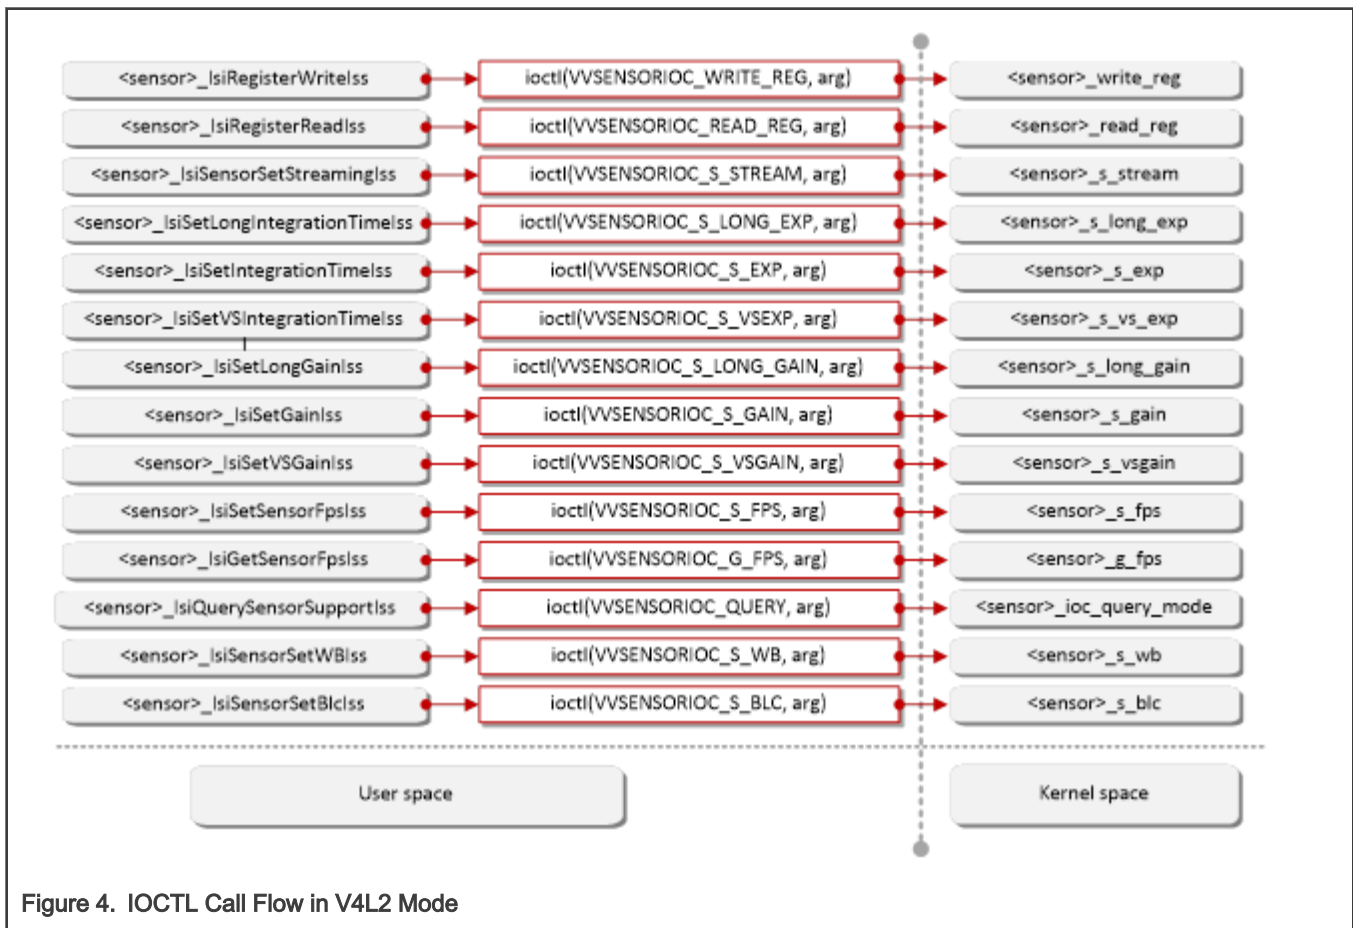 <sensor>_IsiRegisterWriteIss ioctl(VVSENSORIOC_WRITE_REG, arg) <sensor>_write_reg
<sensor>_IsiRegisterReadIss ioctl(VVSENSORIOC_READ_REG, arg) <sensor>_read_reg
<sensor>_IsiSensorSetStreamingIss ioctl(VVSENSORIOC_S_STREAM, arg) <sensor>_s_stream
<sensor>_IsiSetLongIntegrationTimeIss ioctl(VVSENSORIOC_S_LONG_EXP, arg) <sensor>_s_long_exp
<sensor>_IsiSetIntegrationTimeIss ioctl(VVSENSORIOC_S_EXP, arg) <sensor>_s_exp
<sensor>_IsiSetVSIntegrationTimeIss ioctl(VVSENSORIOC_S_VSEXP, arg) <sensor>_s_vs_exp
<sensor>_IsiSetLongGainIss ioctl(VVSENSORIOC_S_LONG_GAIN, arg) <sensor>_s_long_gain
<sensor>_IsiSetGainIss ioctl(VVSENSORIOC_S_GAIN, arg) <sensor>_s_gain
<sensor>_IsiSetVSGainIss ioctl(VVSENSORIOC_S_VSGAIN, arg) <sensor>_s_vsgain
<sensor>_IsiSetSensorFpsIss ioctl(VVSENSORIOC_S_FPS, arg) <sensor>_s_fps
<sensor>_IsiGetSensorFpsIss ioctl(VVSENSORIOC_G_FPS, arg) <sensor>_g_fps
<sensor>_IsiQuerySensorSupportIss ioctl(VVSENSORIOC_QUERY, arg) <sensor>_ioc_query_mode
<sensor>_IsiSensorSetWBIss ioctl(VVSENSORIOC_S_WB, arg) <sensor>_s_wb
<sensor>_IsiSensorSetBlcIss ioctl(VVSENSORIOC_S_BLC, arg) <sensor>_s_blc
User space Kernel space
Figure 4. IOCTL Call Flow in V4L2 Mode